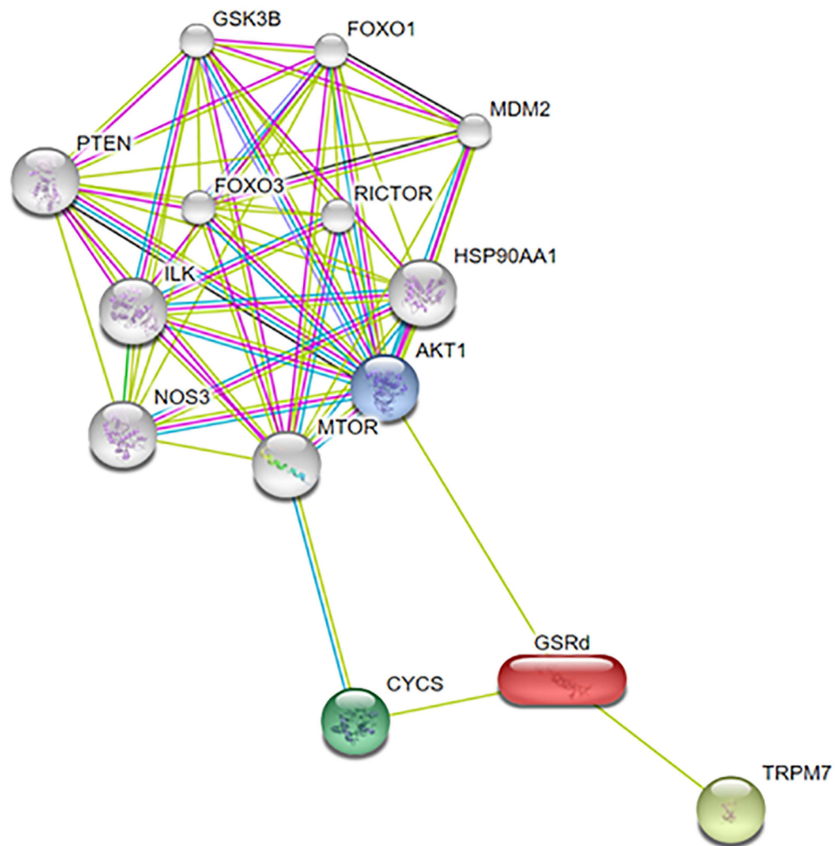 GSK3B
FOXO1
MDM2
PTEN
FOXO3
RICTOR
HSP90AA1
ILK
AKT1
NOS3
MTOR
GSRd
CYCS
TRPM7